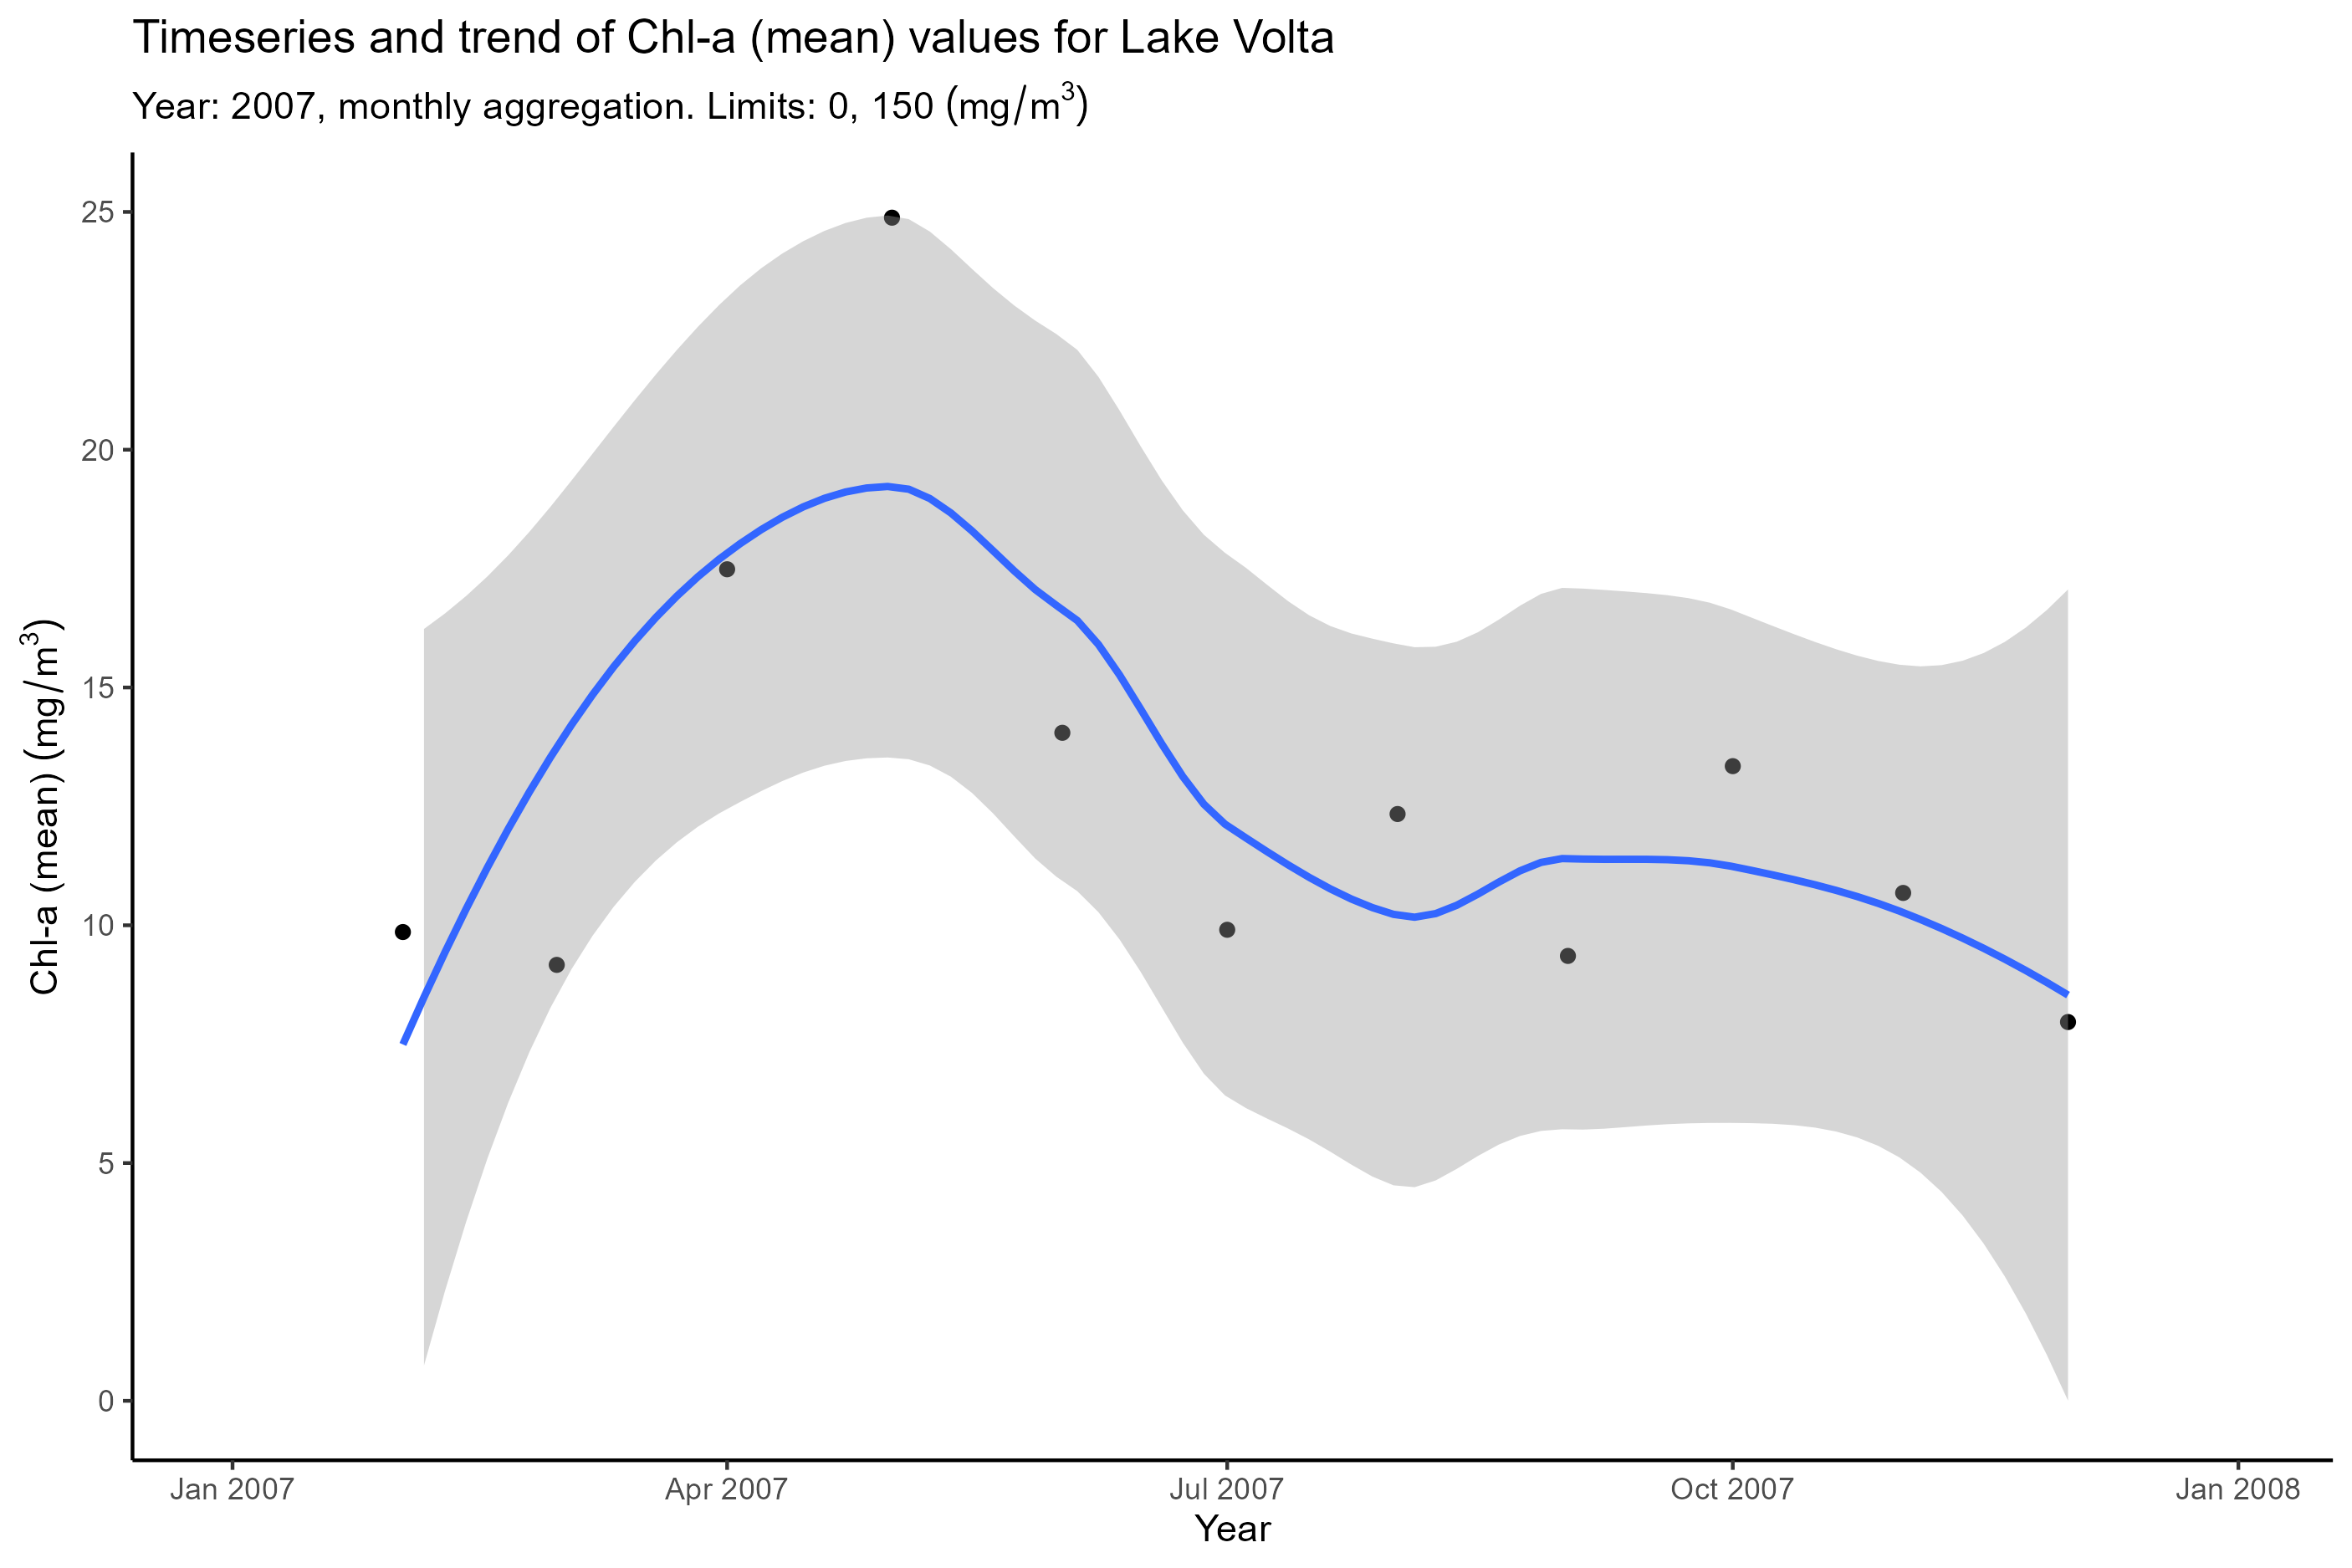 Timeseries and trend of Chl-a (mean) values for Lake Volta
Year: 2007, monthly aggregation. Limits: 0, 150 (mg/m³)
25
20
15
10
5
0
Chl-a (mean) (mg/m³)
Jan 2007 Apr 2007 Jul 2007 Oct 2007 Jan 2008
Year